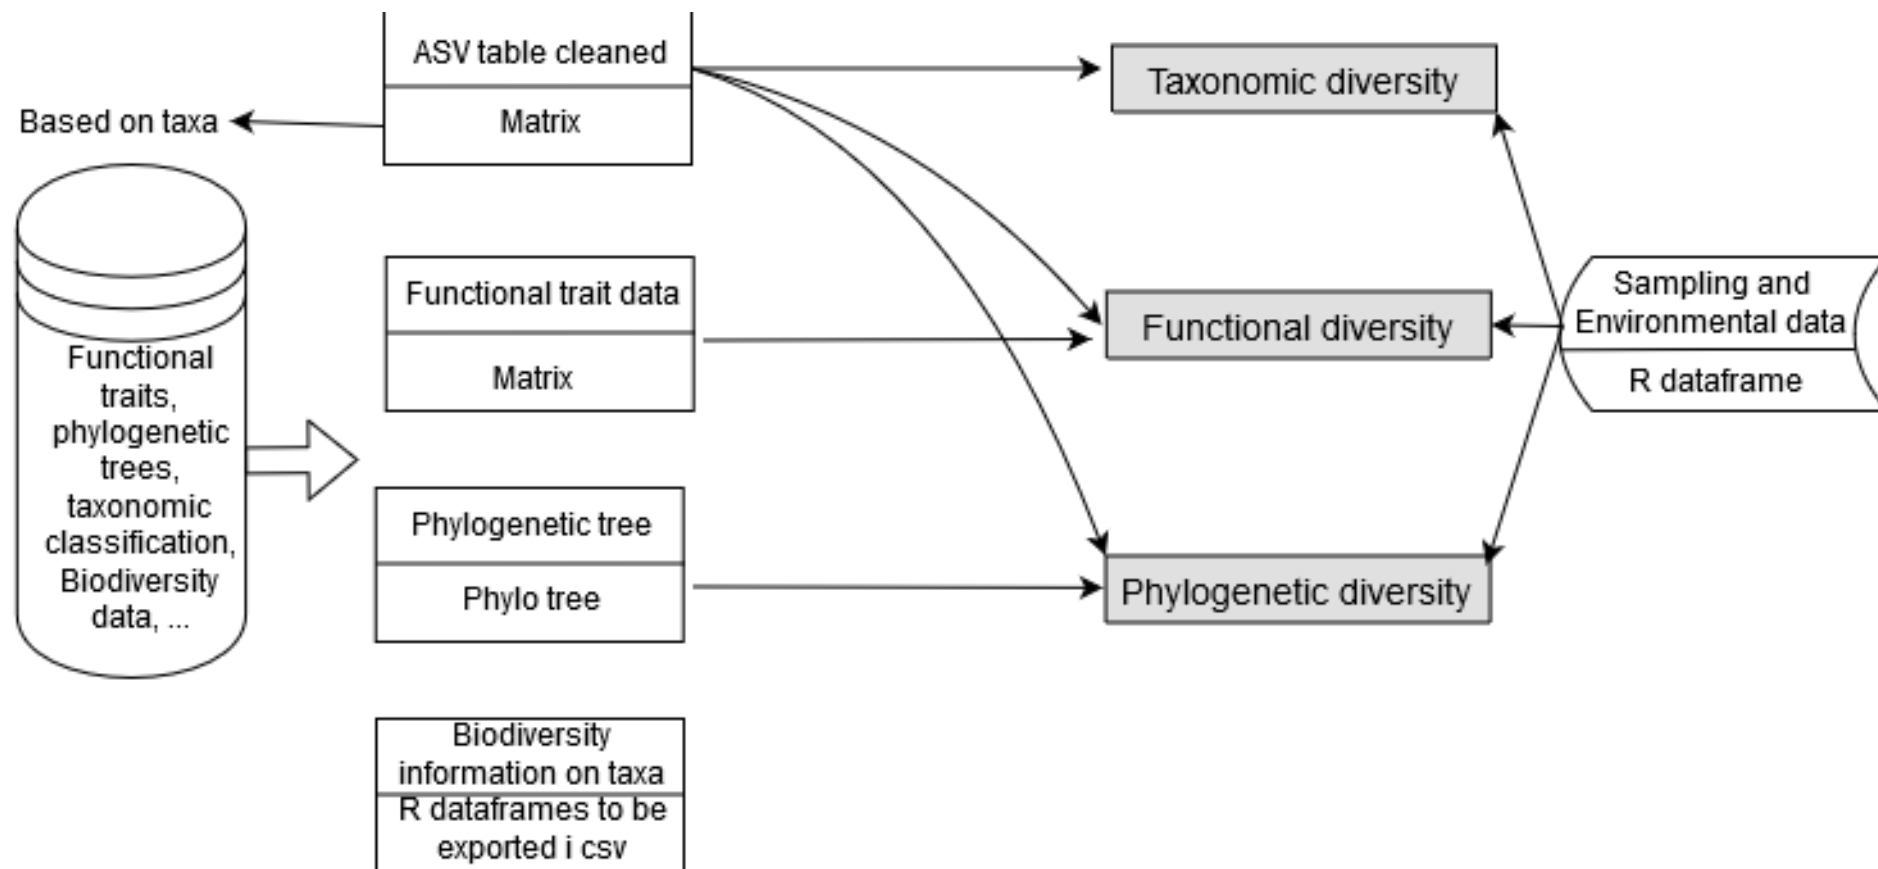 ASV table cleaned
Matrix
Based on taxa
Functional
traits,
phylogenetic
trees,
taxonomic
classification,
Biodiversity
data, ...
Functional trait data
Matrix
Phylogenetic tree
Phylo tree
Biodiversity
information on taxa
R dataframes to be
exported i csv
Taxonomic diversity
Functional diversity
Phylogenetic diversity
Sampling and
Environmental data
R dataframe